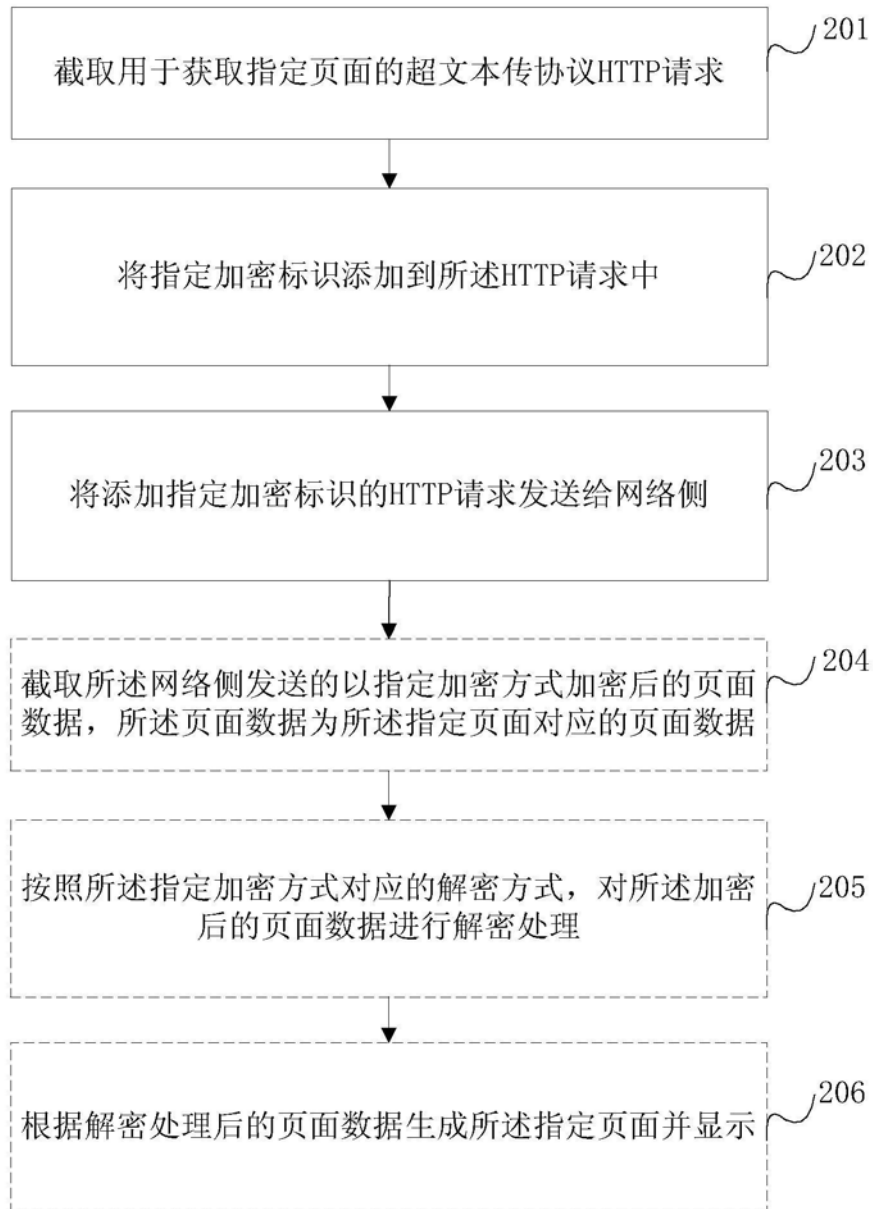 201
截取用于获取指定页面的超文本传协议HTTP请求
202
将指定加密标识添加到所述HTTP请求中
203
将添加指定加密标识的HTTP请求发送给网络侧
204
截取所述网络侧发送的以指定加密方式加密后的页面
数据，所述页面数据为所述指定页面对应的页面数据
205
按照所述指定加密方式对应的解密方式，对所述加密
后的页面数据进行解密处理
206
根据解密处理后的页面数据生成所述指定页面并显示